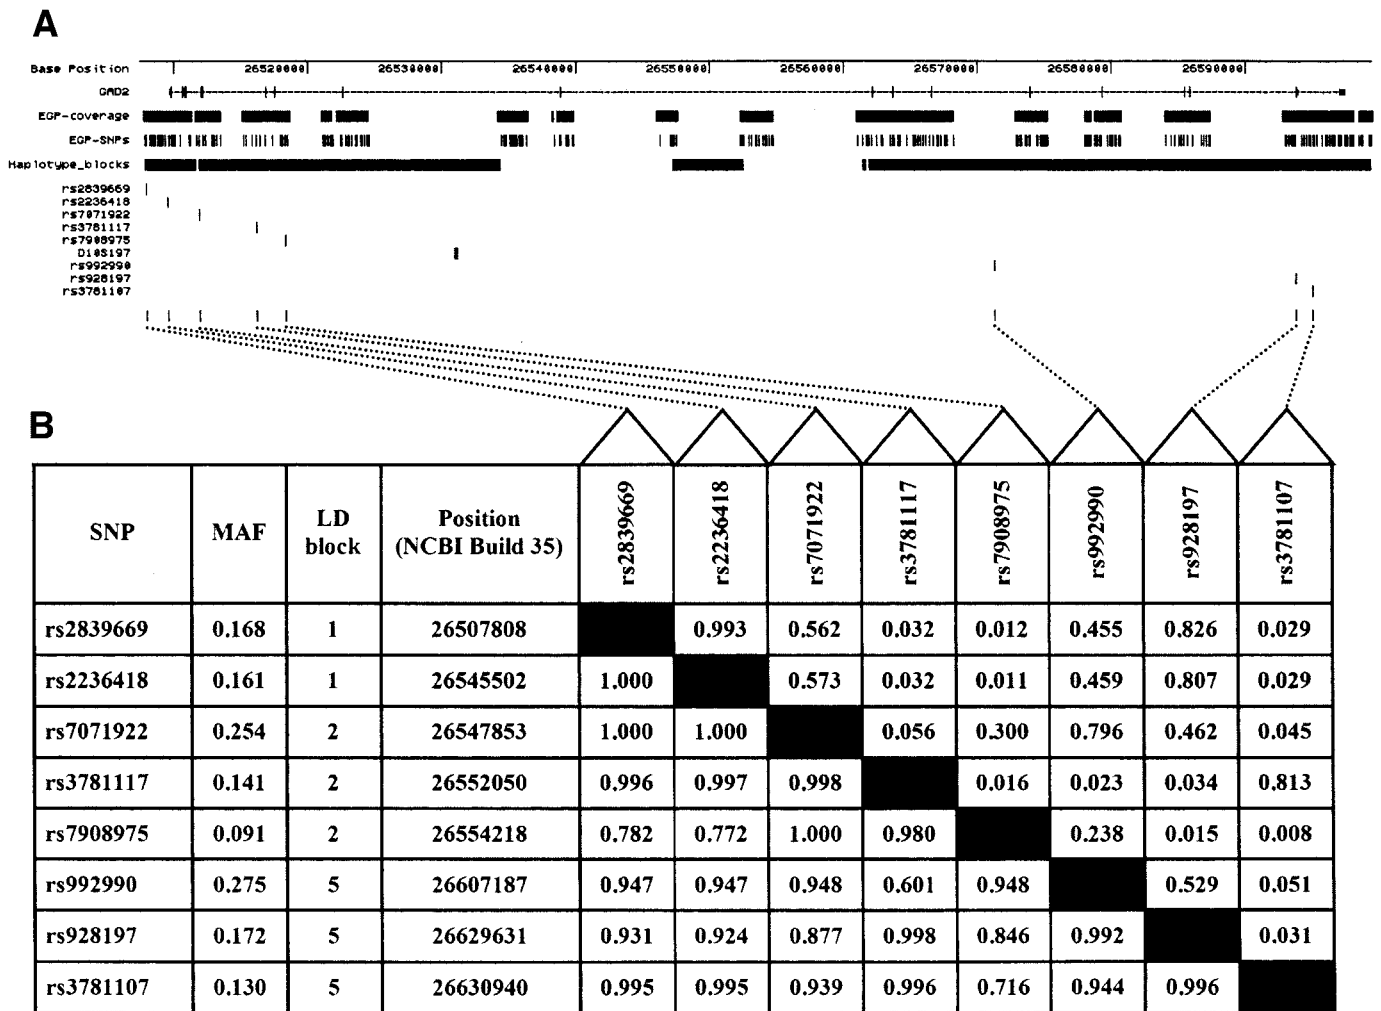 A
Base Position 26520000 26530000 26540000 26550000 26560000 26570000 26580000 26590000
GAD2
EGP-coverage
EGP-SNPs
Haplotype_blocks
rs2839669
rs2236418
rs7071922
rs3781117
rs7908975
D10S197
rs992990
rs928197
rs3781107
B
SNP MAF LD block Position (NCBI Build 35) rs2839669 rs2236418 rs7071922 rs3781117 rs7908975 rs992990 rs928197 rs3781107
rs2839669 0.168 1 26507808 0.993 0.562 0.032 0.012 0.455 0.826 0.029
rs2236418 0.161 1 26545502 1.000 0.573 0.032 0.011 0.459 0.807 0.029
rs7071922 0.254 2 26547853 1.000 1.000 0.056 0.300 0.796 0.462 0.045
rs3781117 0.141 2 26552050 0.996 0.997 0.998 0.016 0.023 0.034 0.813
rs7908975 0.091 2 26554218 0.782 0.772 1.000 0.980 0.238 0.015 0.008
rs992990 0.275 5 26607187 0.947 0.947 0.948 0.601 0.948 0.529 0.051
rs928197 0.172 5 26629631 0.931 0.924 0.877 0.998 0.846 0.992 0.031
rs3781107 0.130 5 26630940 0.995 0.995 0.939 0.996 0.716 0.944 0.996